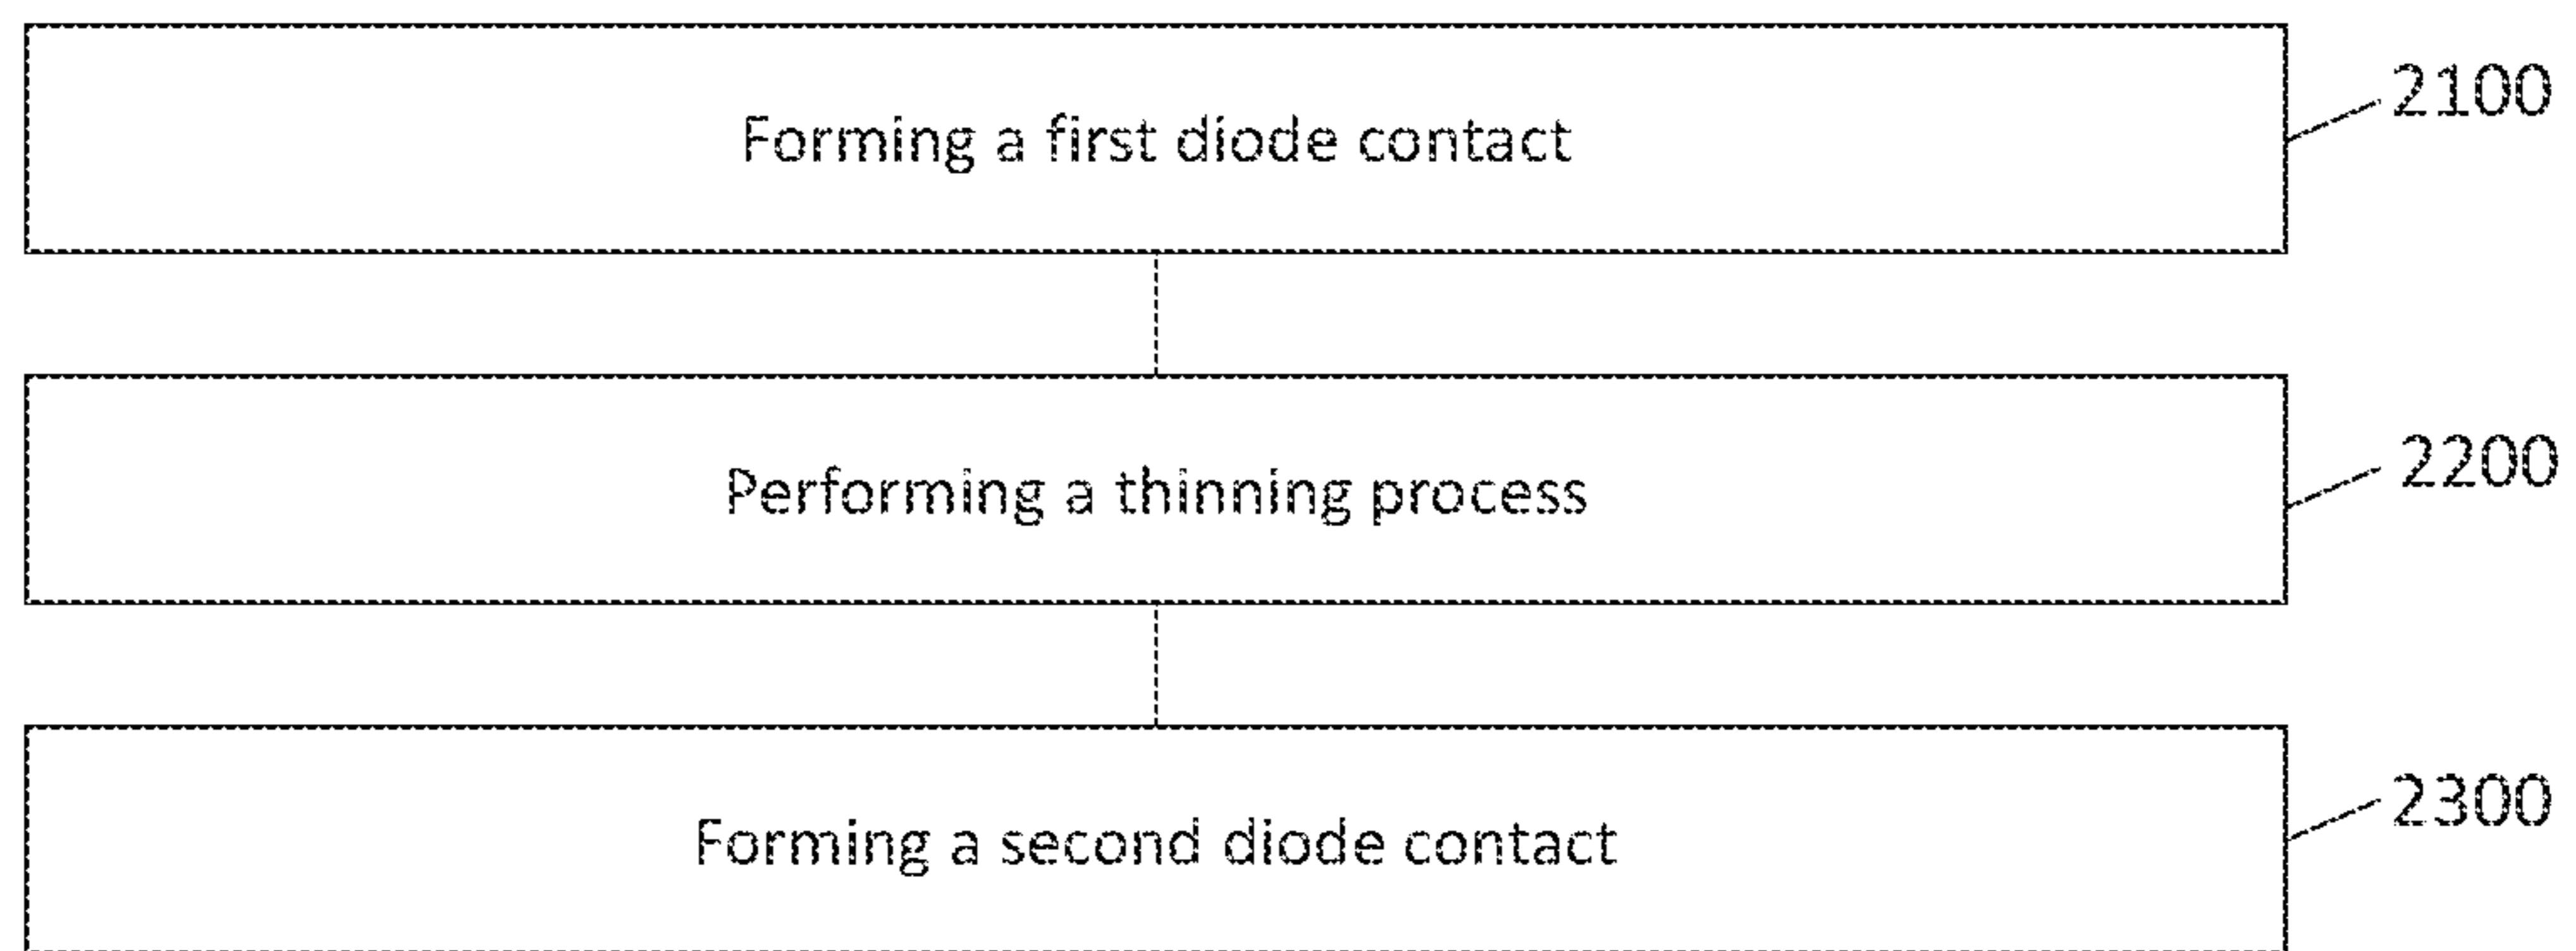 Forming a first diode contact
2100
Performing a thinning process
2200
Forming a second diode contact
2300